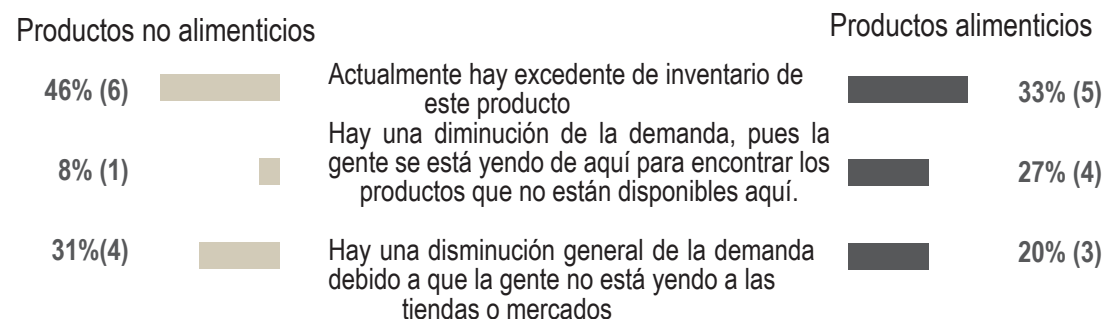 Productos no alimenticios
Productos alimenticios
46% (6)
Actualmente hay excedente de inventario de
este producto
33% (5)
8% (1)
Hay una diminución de la demanda, pues la
gente se está yendo de aquí para encontrar los
productos que no están disponibles aquí.
27% (4)
31%(4)
Hay una disminución general de la demanda
debido a que la gente no está yendo a las
tiendas o mercados
20% (3)